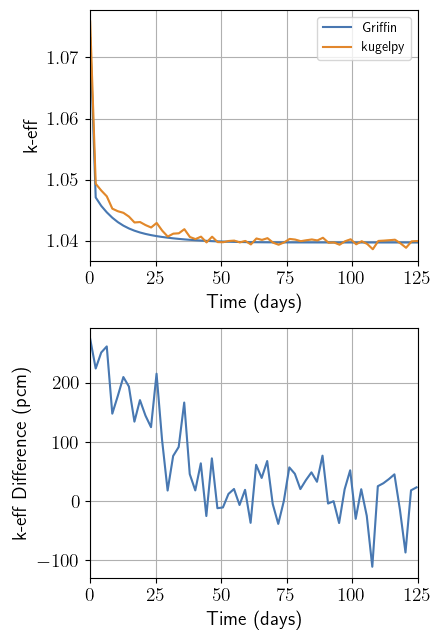 Griffin
kugelpy
k-eff
1.07
1.06
1.05
1.04
0 25 50 75 100 125
Time (days)
k-eff Difference (pcm)
200
100
0
−100
0 25 50 75 100 125
Time (days)